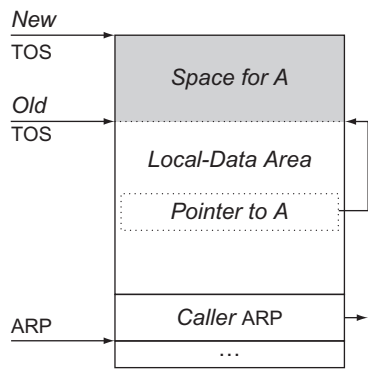 New
TOS
Space for A
Old
TOS
Local-Data Area
Pointer to A
Caller ARP
ARP
...